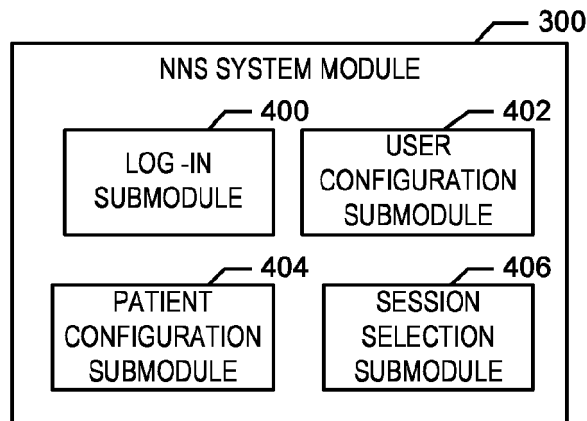 300
NNS SYSTEM MODULE
400
LOG -IN
SUBMODULE
402
USER
CONFIGURATION
SUBMODULE
404
PATIENT
CONFIGURATION
SUBMODULE
406
SESSION
SELECTION
SUBMODULE